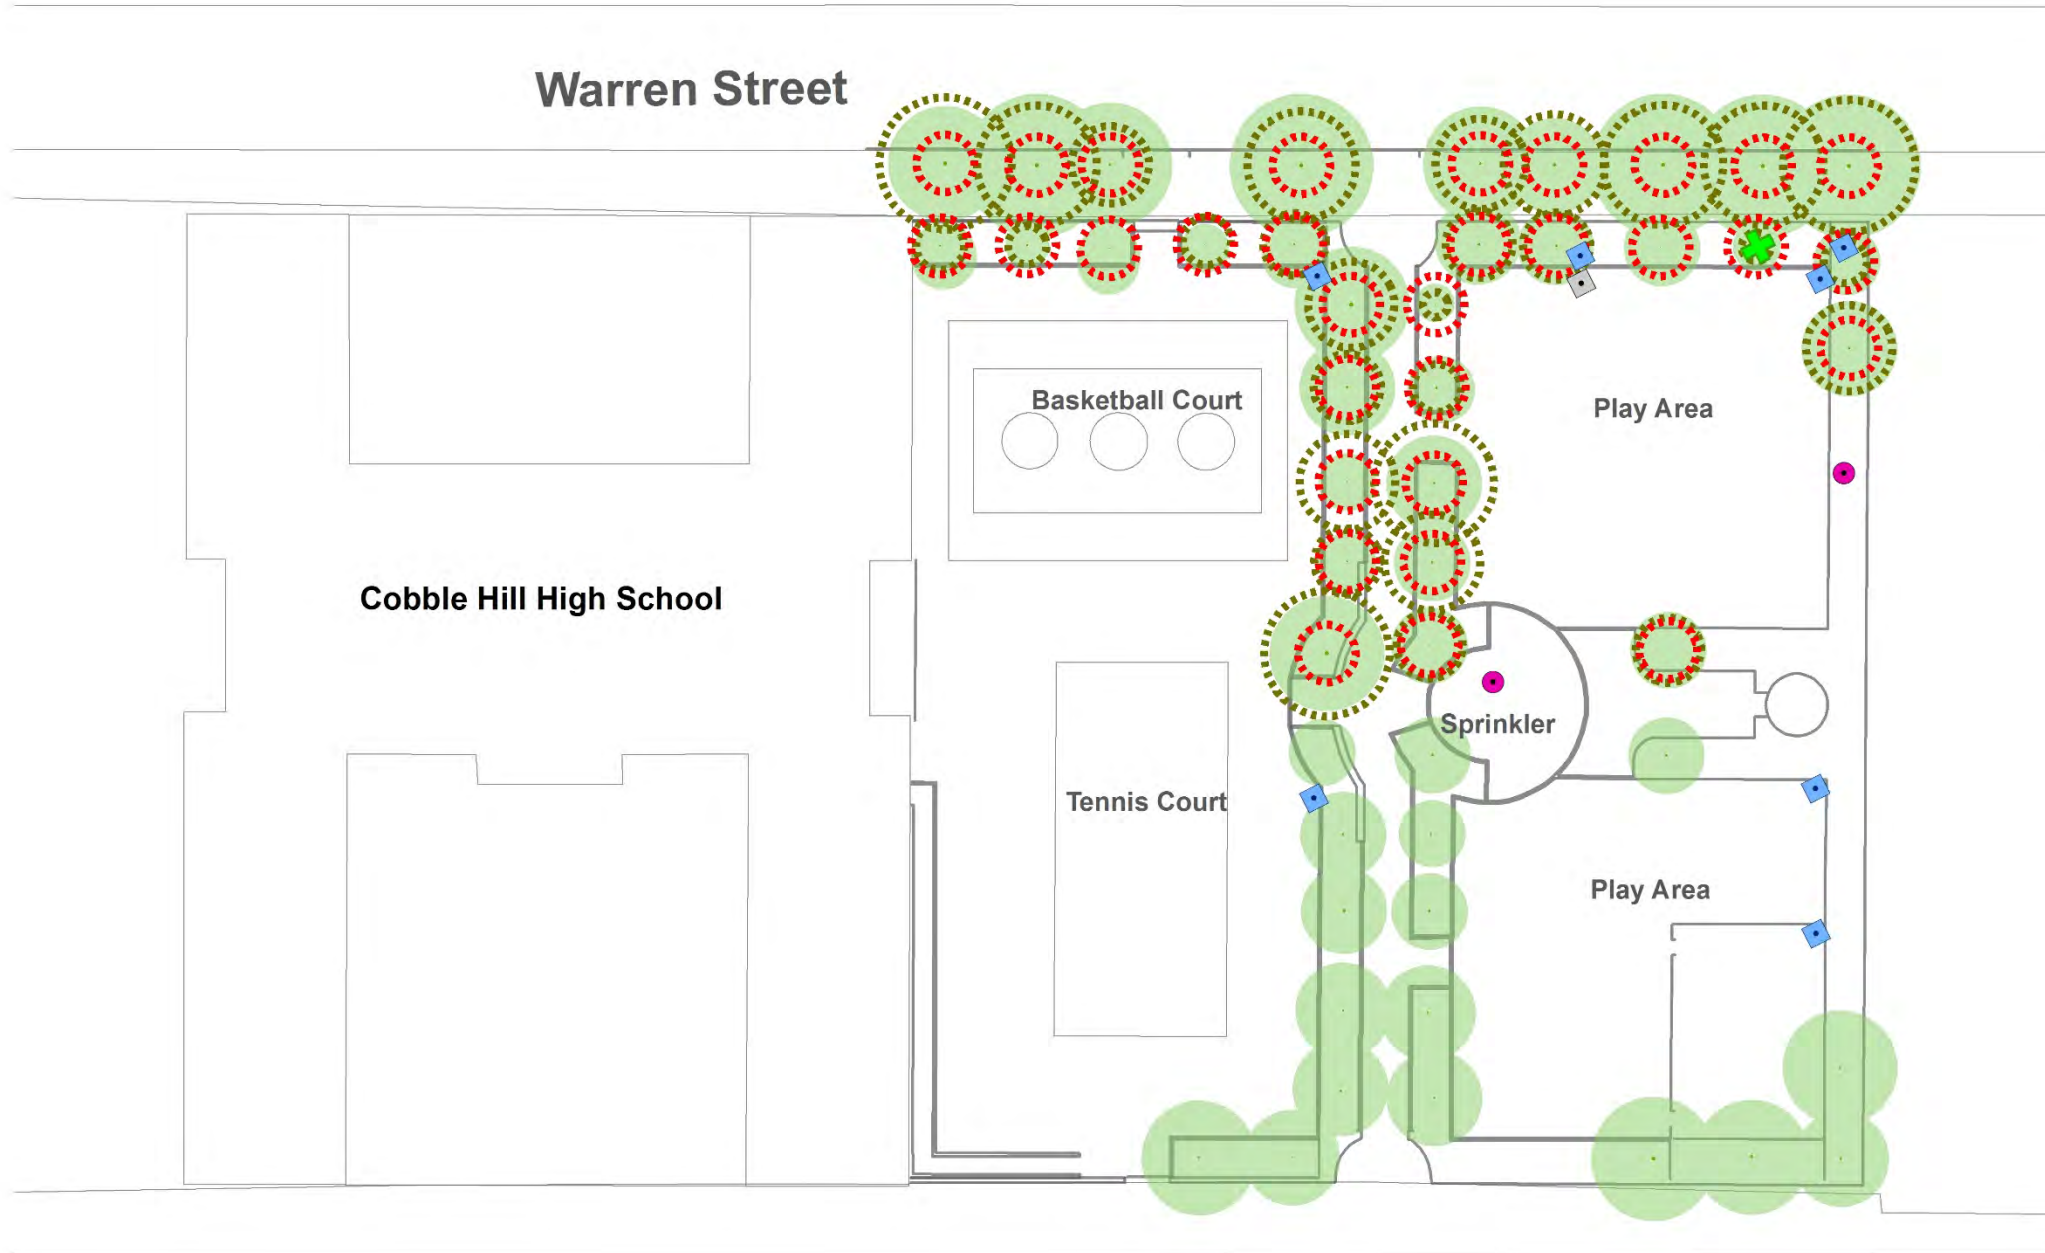 Warren Street
Basketball Court
Play Area
Cobble Hill High School
Sprinkler
Tennis Court
Play Area